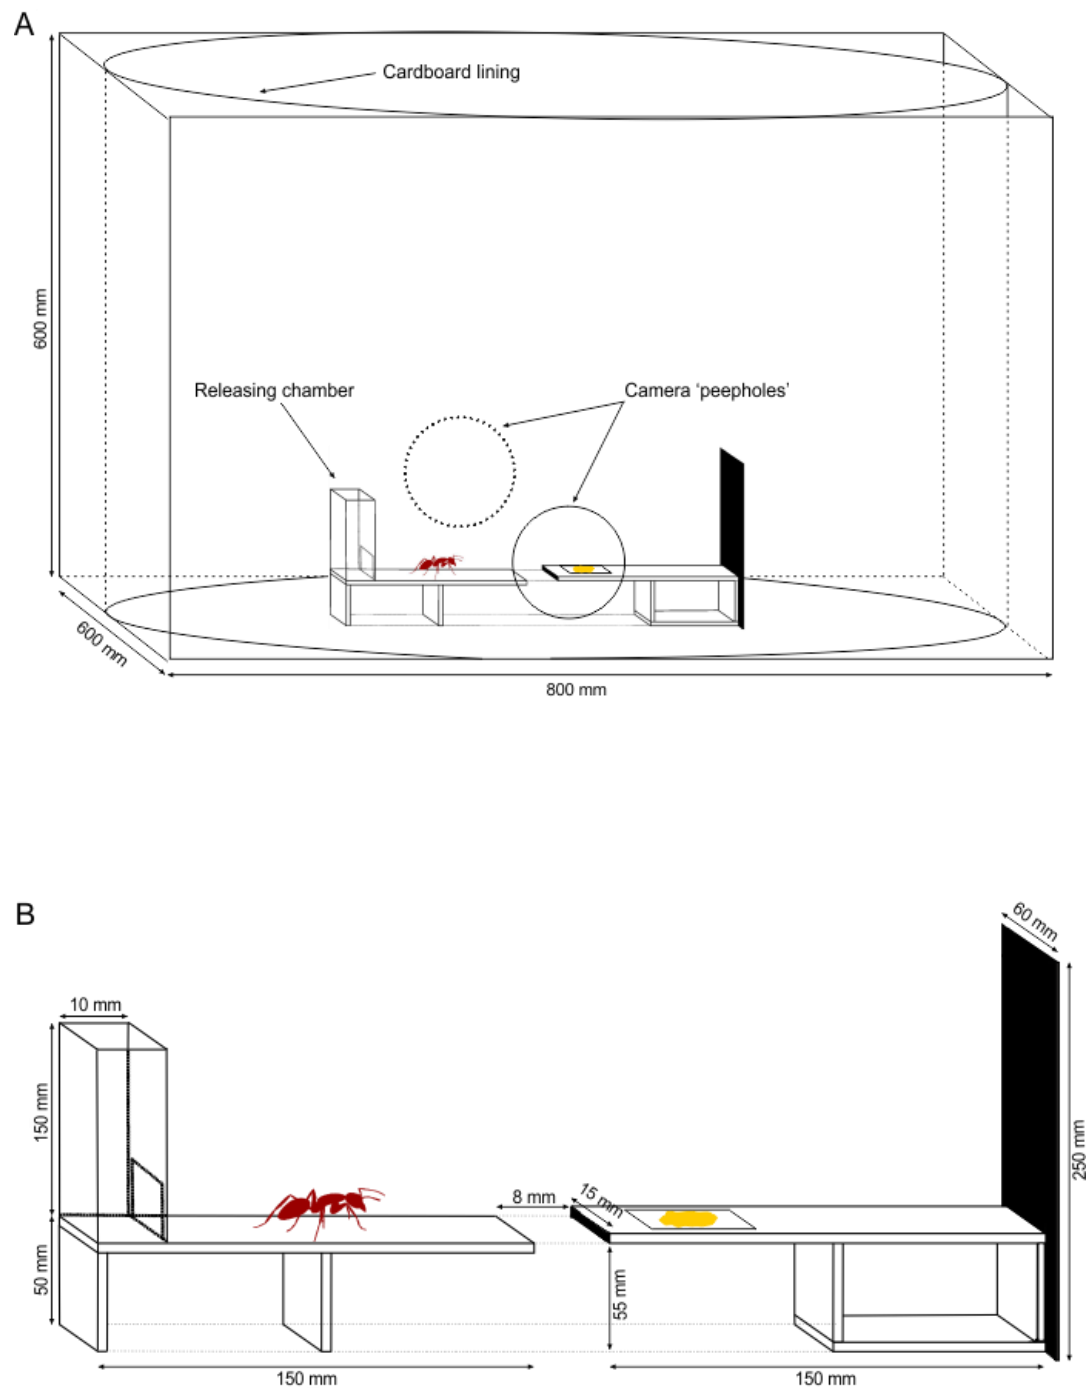 A
Cardboard lining
600 mm
Releasing chamber
Camera ‘peepholes’
600 mm
800 mm
B
60 mm
10 mm
150 mm
250 mm
8 mm
15 mm
50 mm
55 mm
150 mm
150 mm